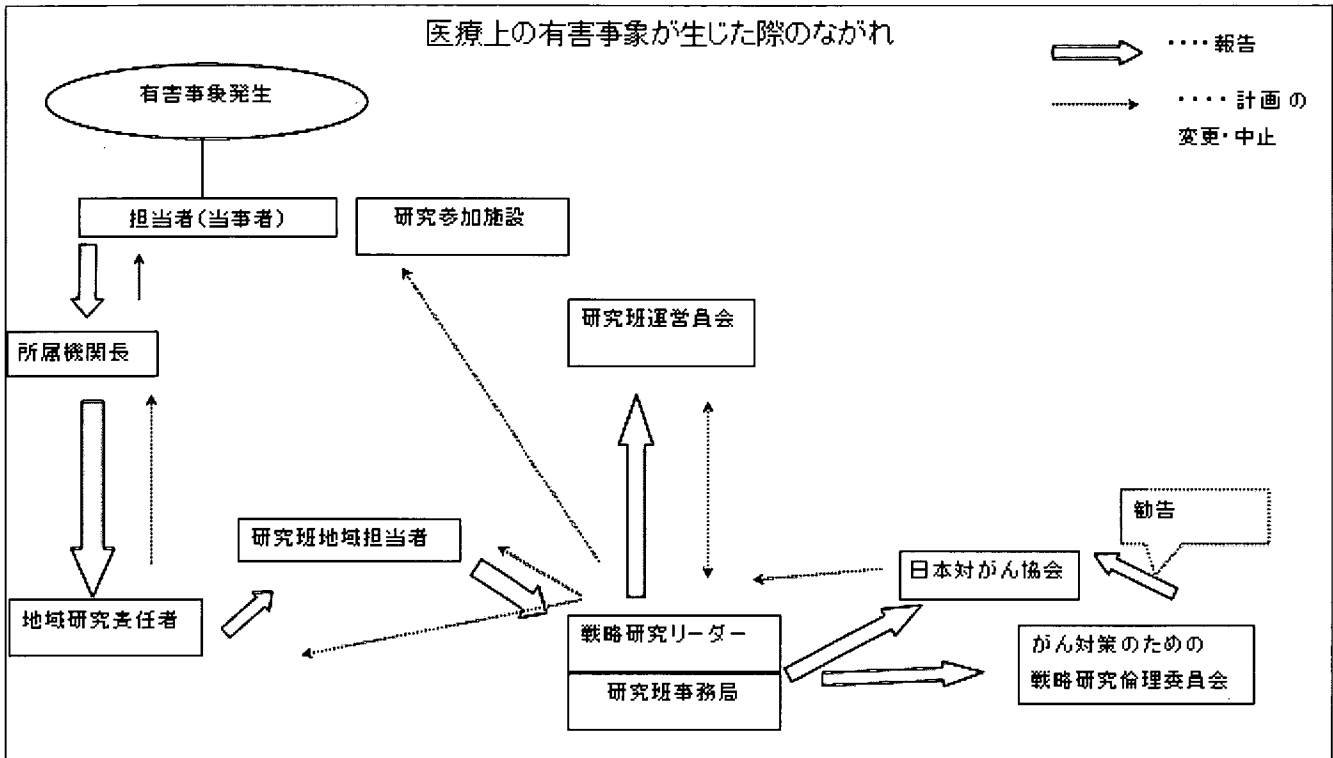 医療上の有害事象が生じた際のながれ
････報告
････計画の
変更･中止
有害事象発生
担当者(当事者)
研究参加施設
研究班運営員会
所属機関長
勧告
研究班地域担当者
日本対がん協会
地域研究責任者
戦略研究リーダー
研究班事務局
がん対策のための
戦略研究倫理委員会